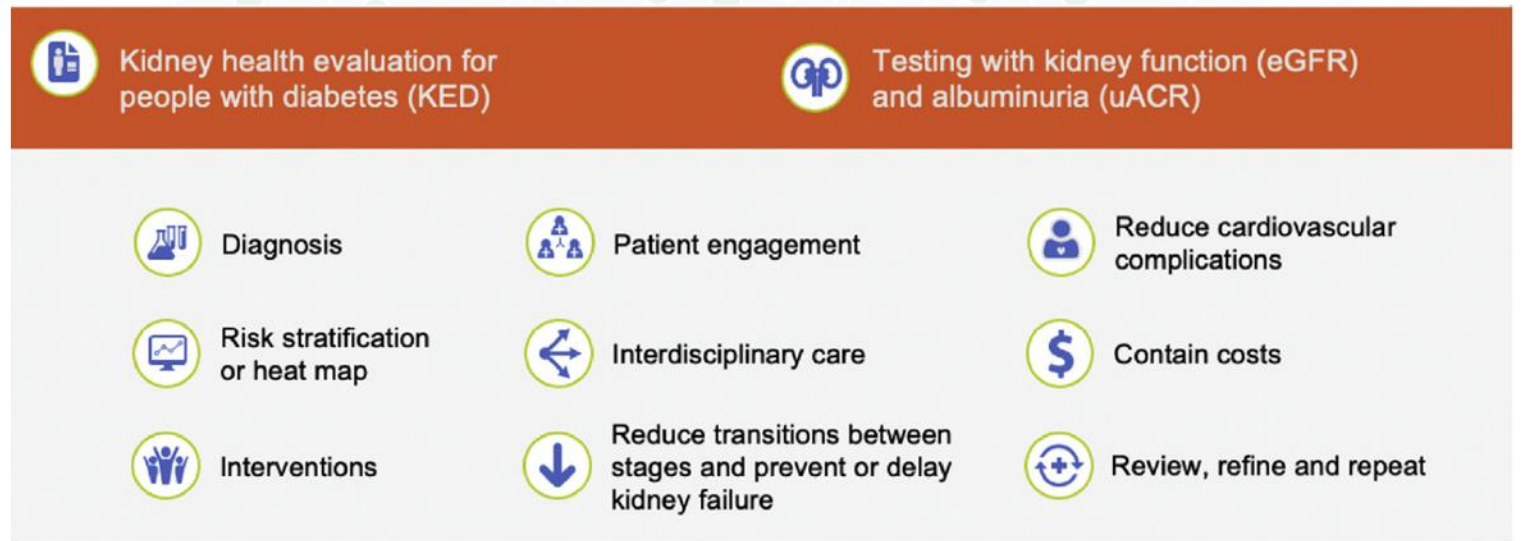 Kidney health evaluation for
people with diabetes (KED)
Testing with kidney function (eGFR)
and albuminuria (uACR)
Diagnosis
Patient engagement
Reduce cardiovascular
complications
Risk stratification
or heat map
Interdisciplinary care
$
Contain costs
Interventions
Reduce transitions between
stages and prevent or delay
kidney failure
Review, refine and repeat